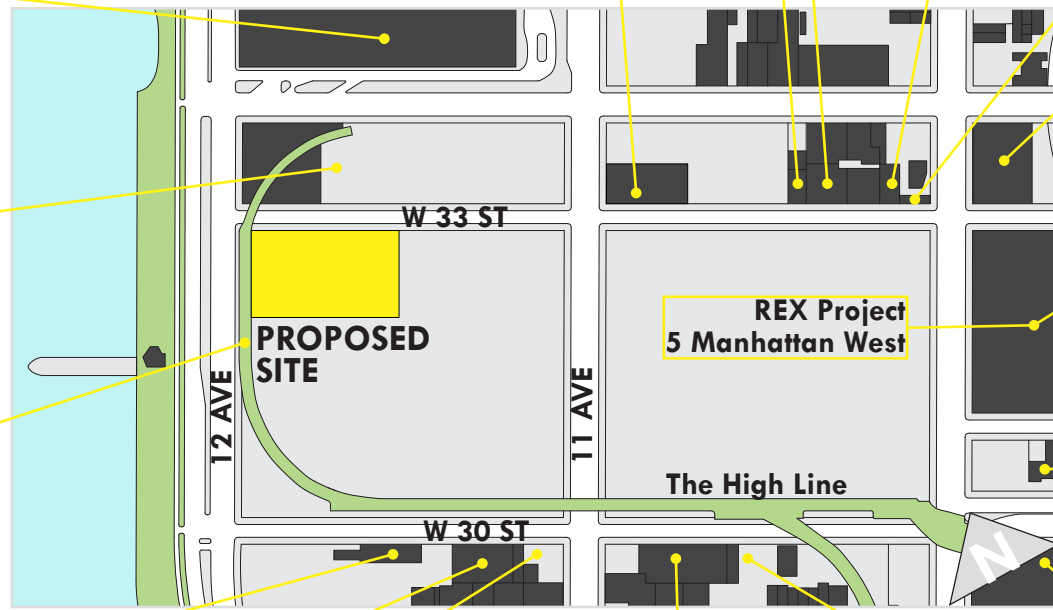 W 33 ST
REX Project
5 Manhattan West
PROPOSED
SITE
12 AVE
11 AVE
The High Line
W 30 ST
N